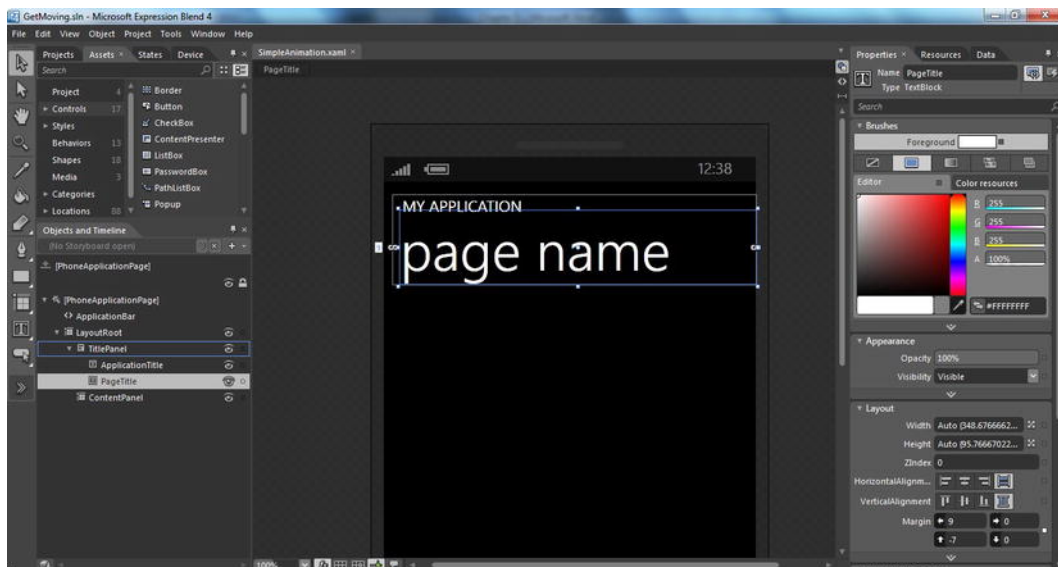 GetMoving.sln - Microsoft Expression Blend 4
File Edit View Object Project Tools Window Help
Projects Assets × States Device
Search
Project 4
Controls 17
Styles
Behaviors 13
Shapes 18
Media 3
Categories
Locations 88
Border
Button
CheckBox
ContentPresenter
ListBox
PasswordBox
PathListBox
Popup
Objects and Timeline
(No Storyboard open)
[PhoneApplicationPage]
[PhoneApplicationPage]
ApplicationBar
LayoutRoot
TitlePanel
ApplicationTitle
PageTitle
ContentPanel
SimpleAnimation.xaml ×
PageTitle
12:38
MY APPLICATION
page name
100%
Properties × Resources Data
Name PageTitle
Type TextBlock
Search
Brushes
Foreground
Editor Color resources
R 255
G 255
B 255
A 100%
#FFFFFFFF
Appearance
Opacity 100%
Visibility Visible
Layout
Width Auto (348.6766662...
Height Auto (95.76667022...
ZIndex 0
HorizontalAlignm...
VerticalAlignment
Margin 9 0
-7 0